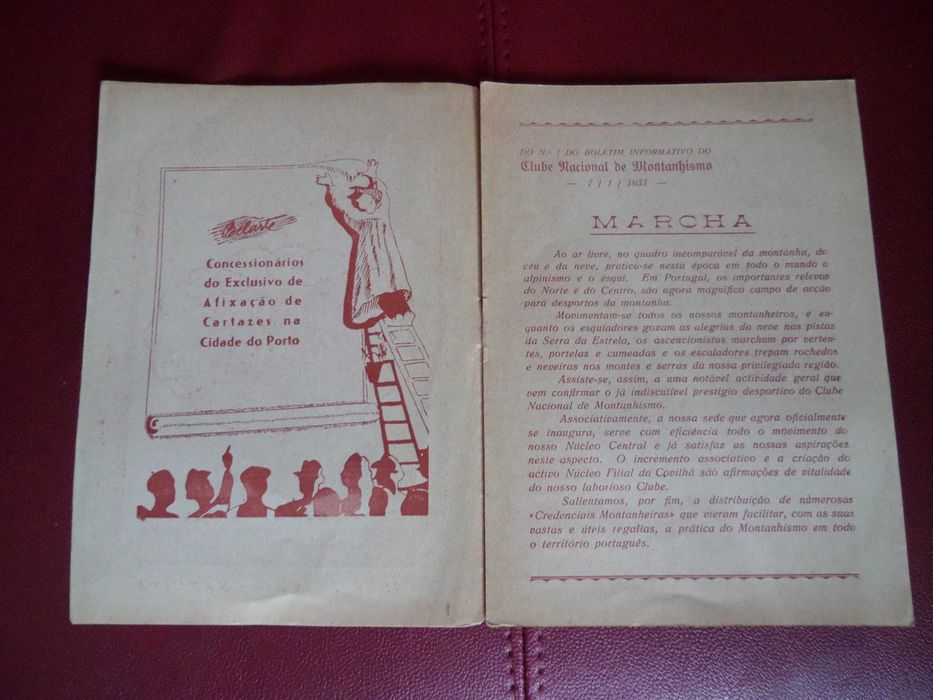 Belarte
Concessionários
do Exclusivo de
Afixação de
Cartazes na
Cidade do Porto
DO N.º 7 DO BOLETIM INFORMATIVO DO
Clube Nacional de Montanhismo
— 7 / 1 / 1953 —
MARCHA
Ao ar livre, no quadro incomparável da montanha, do
céu e da neve, pratica-se nesta época em todo o mundo o
alpinismo e o esqui. Em Portugal, os importantes relevos
do Norte e do Centro, são agora magnífico campo de acção
para desportos da montanha.
Movimentam-se todos os nossos montanheiros, e en-
quanto os esquiadores gozam as alegrias da neve nas pistas
da Serra da Estrela, os ascencionistas marcham por verten-
tes, portelas e cumeadas e os escaladores trepam rochedos
e neveiras nos montes e serras da nossa privilegiada região.
Assiste-se, assim, a uma notável actividade geral que
vem confirmar o já indiscutível prestígio desportivo do Clube
Nacional de Montanhismo.
Associativamente, a nossa sede que agora oficialmente
se inaugura, serve com eficiência todo o movimento do
nosso Núcleo Central e já satisfaz as nossas aspirações
neste aspecto. O incremento associativo e a criação do
activo Núcleo Filial da Covilhã são afirmações de vitalidade
do nosso laborioso Clube.
Salientamos, por fim, a distribuição de númerosas
«Credenciais Montanheiras» que vieram facilitar, com as suas
vastas e úteis regalias, a prática do Montanhismo em todo
o território português.